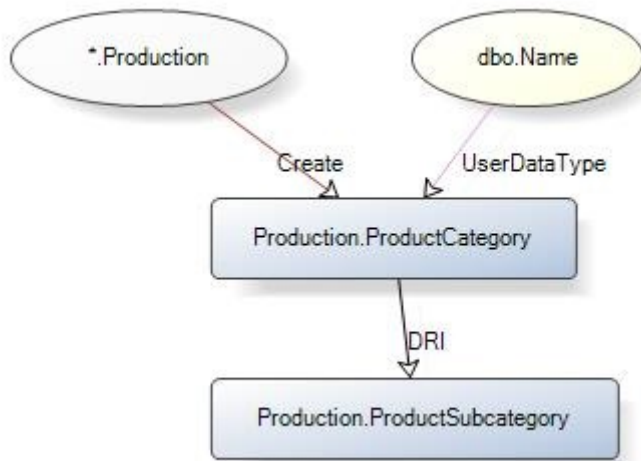 *.Production
dbo.Name
Create
UserDataType
Production.ProductCategory
DRI
Production.ProductSubcategory